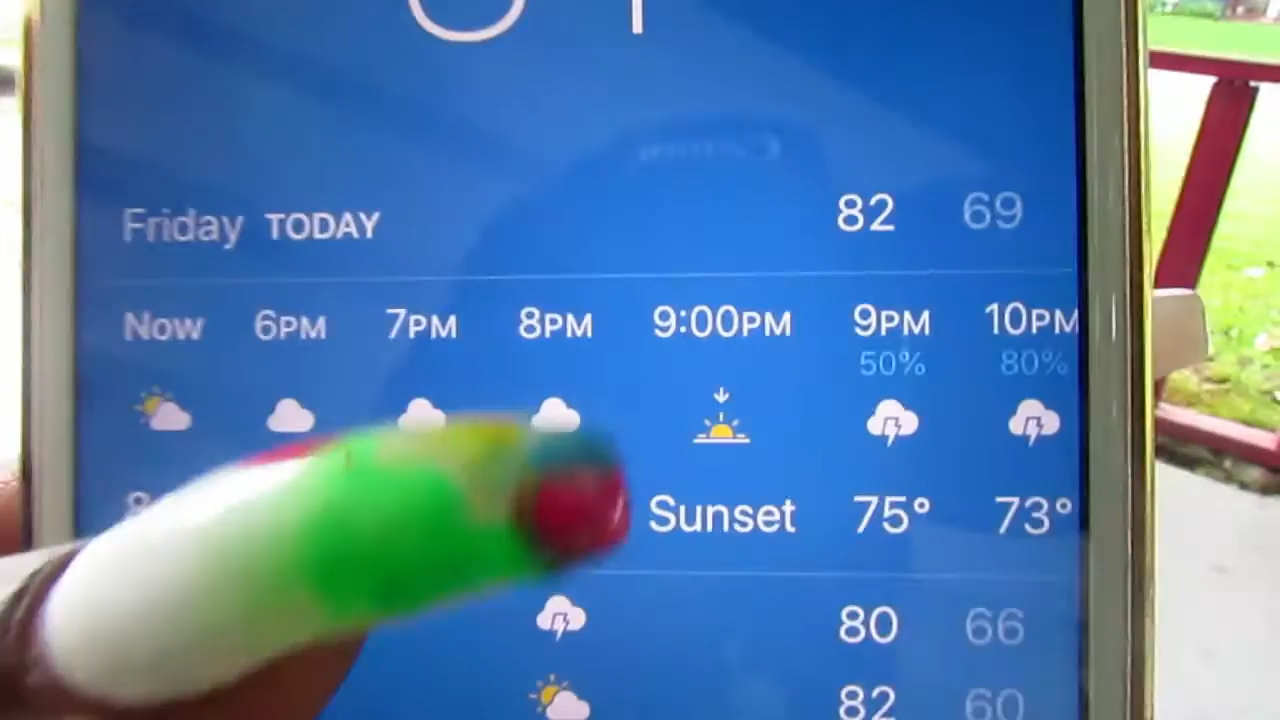 Friday TODAY 82 69
Now 6PM 7PM 8PM 9:00PM 9PM 10PM
50% 80%
Sunset 75° 73°
80 66
82 60